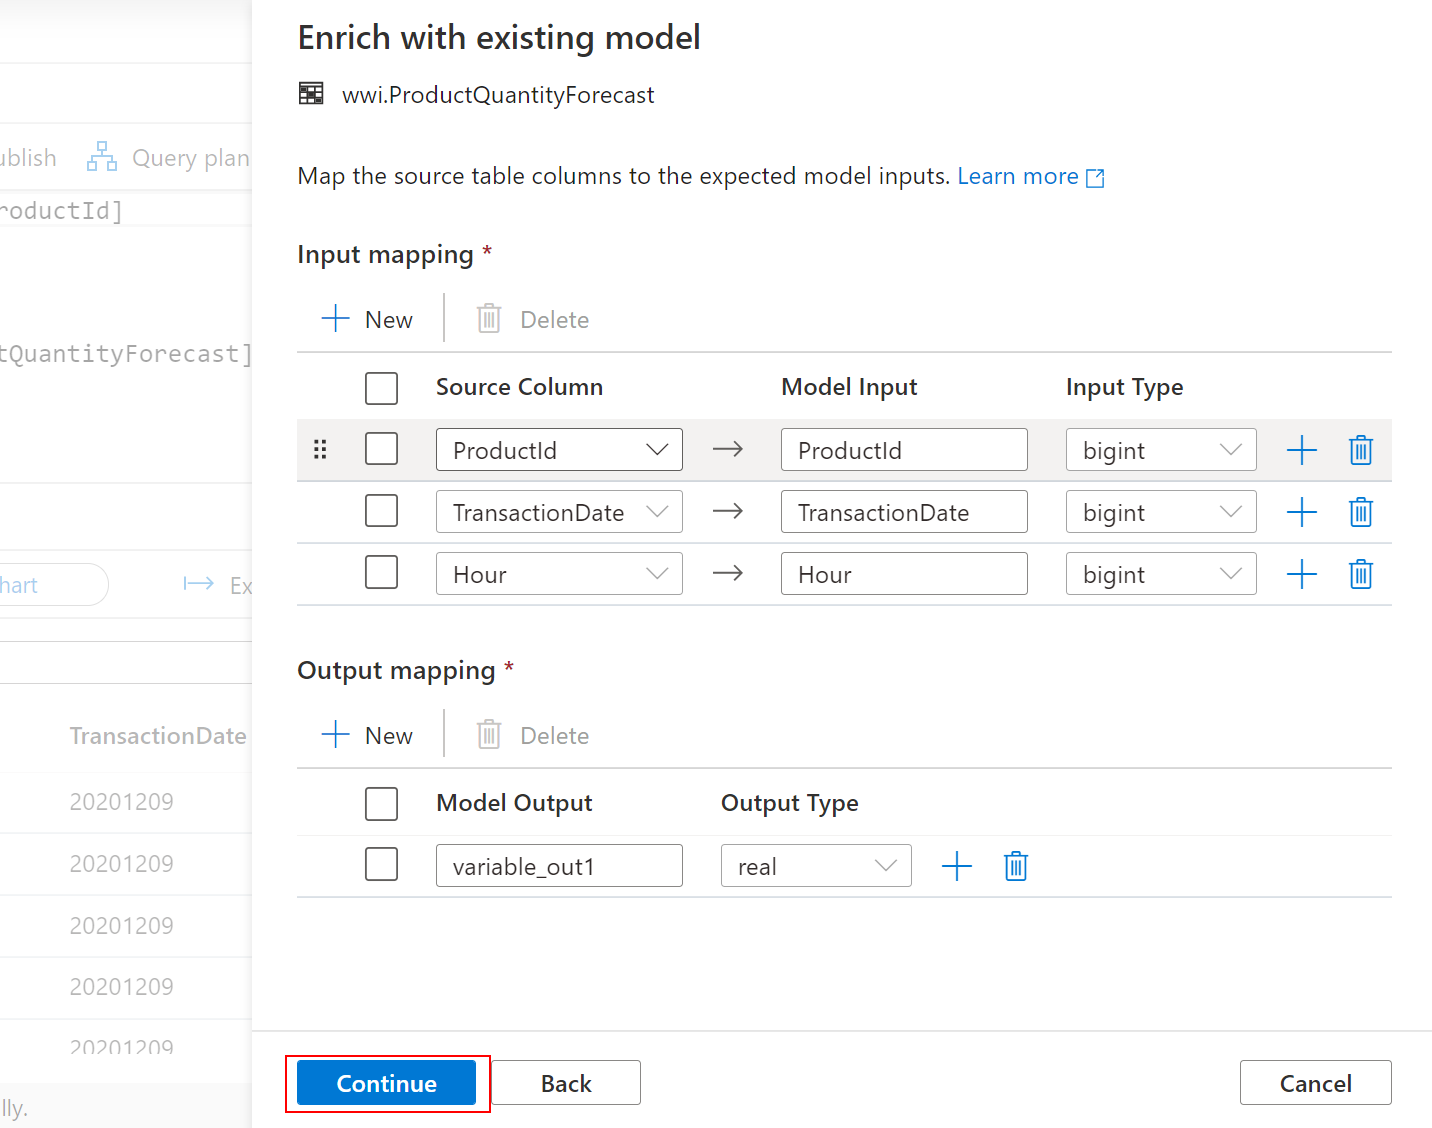 Enrich with existing model
wwi.ProductQuantityForecast
ublish Query plan
Map the source table columns to the expected model inputs. Learn more
roductId]
Input mapping *
New Delete
tQuantityForecast]
Source Column Model Input Input Type
ProductId ProductId bigint
TransactionDate TransactionDate bigint
Hour Hour bigint
hart Ex
Output mapping *
New Delete
TransactionDate
Model Output Output Type
20201209
variable_out1 real
20201209
20201209
20201209
20201209
Continue Back Cancel
lly.